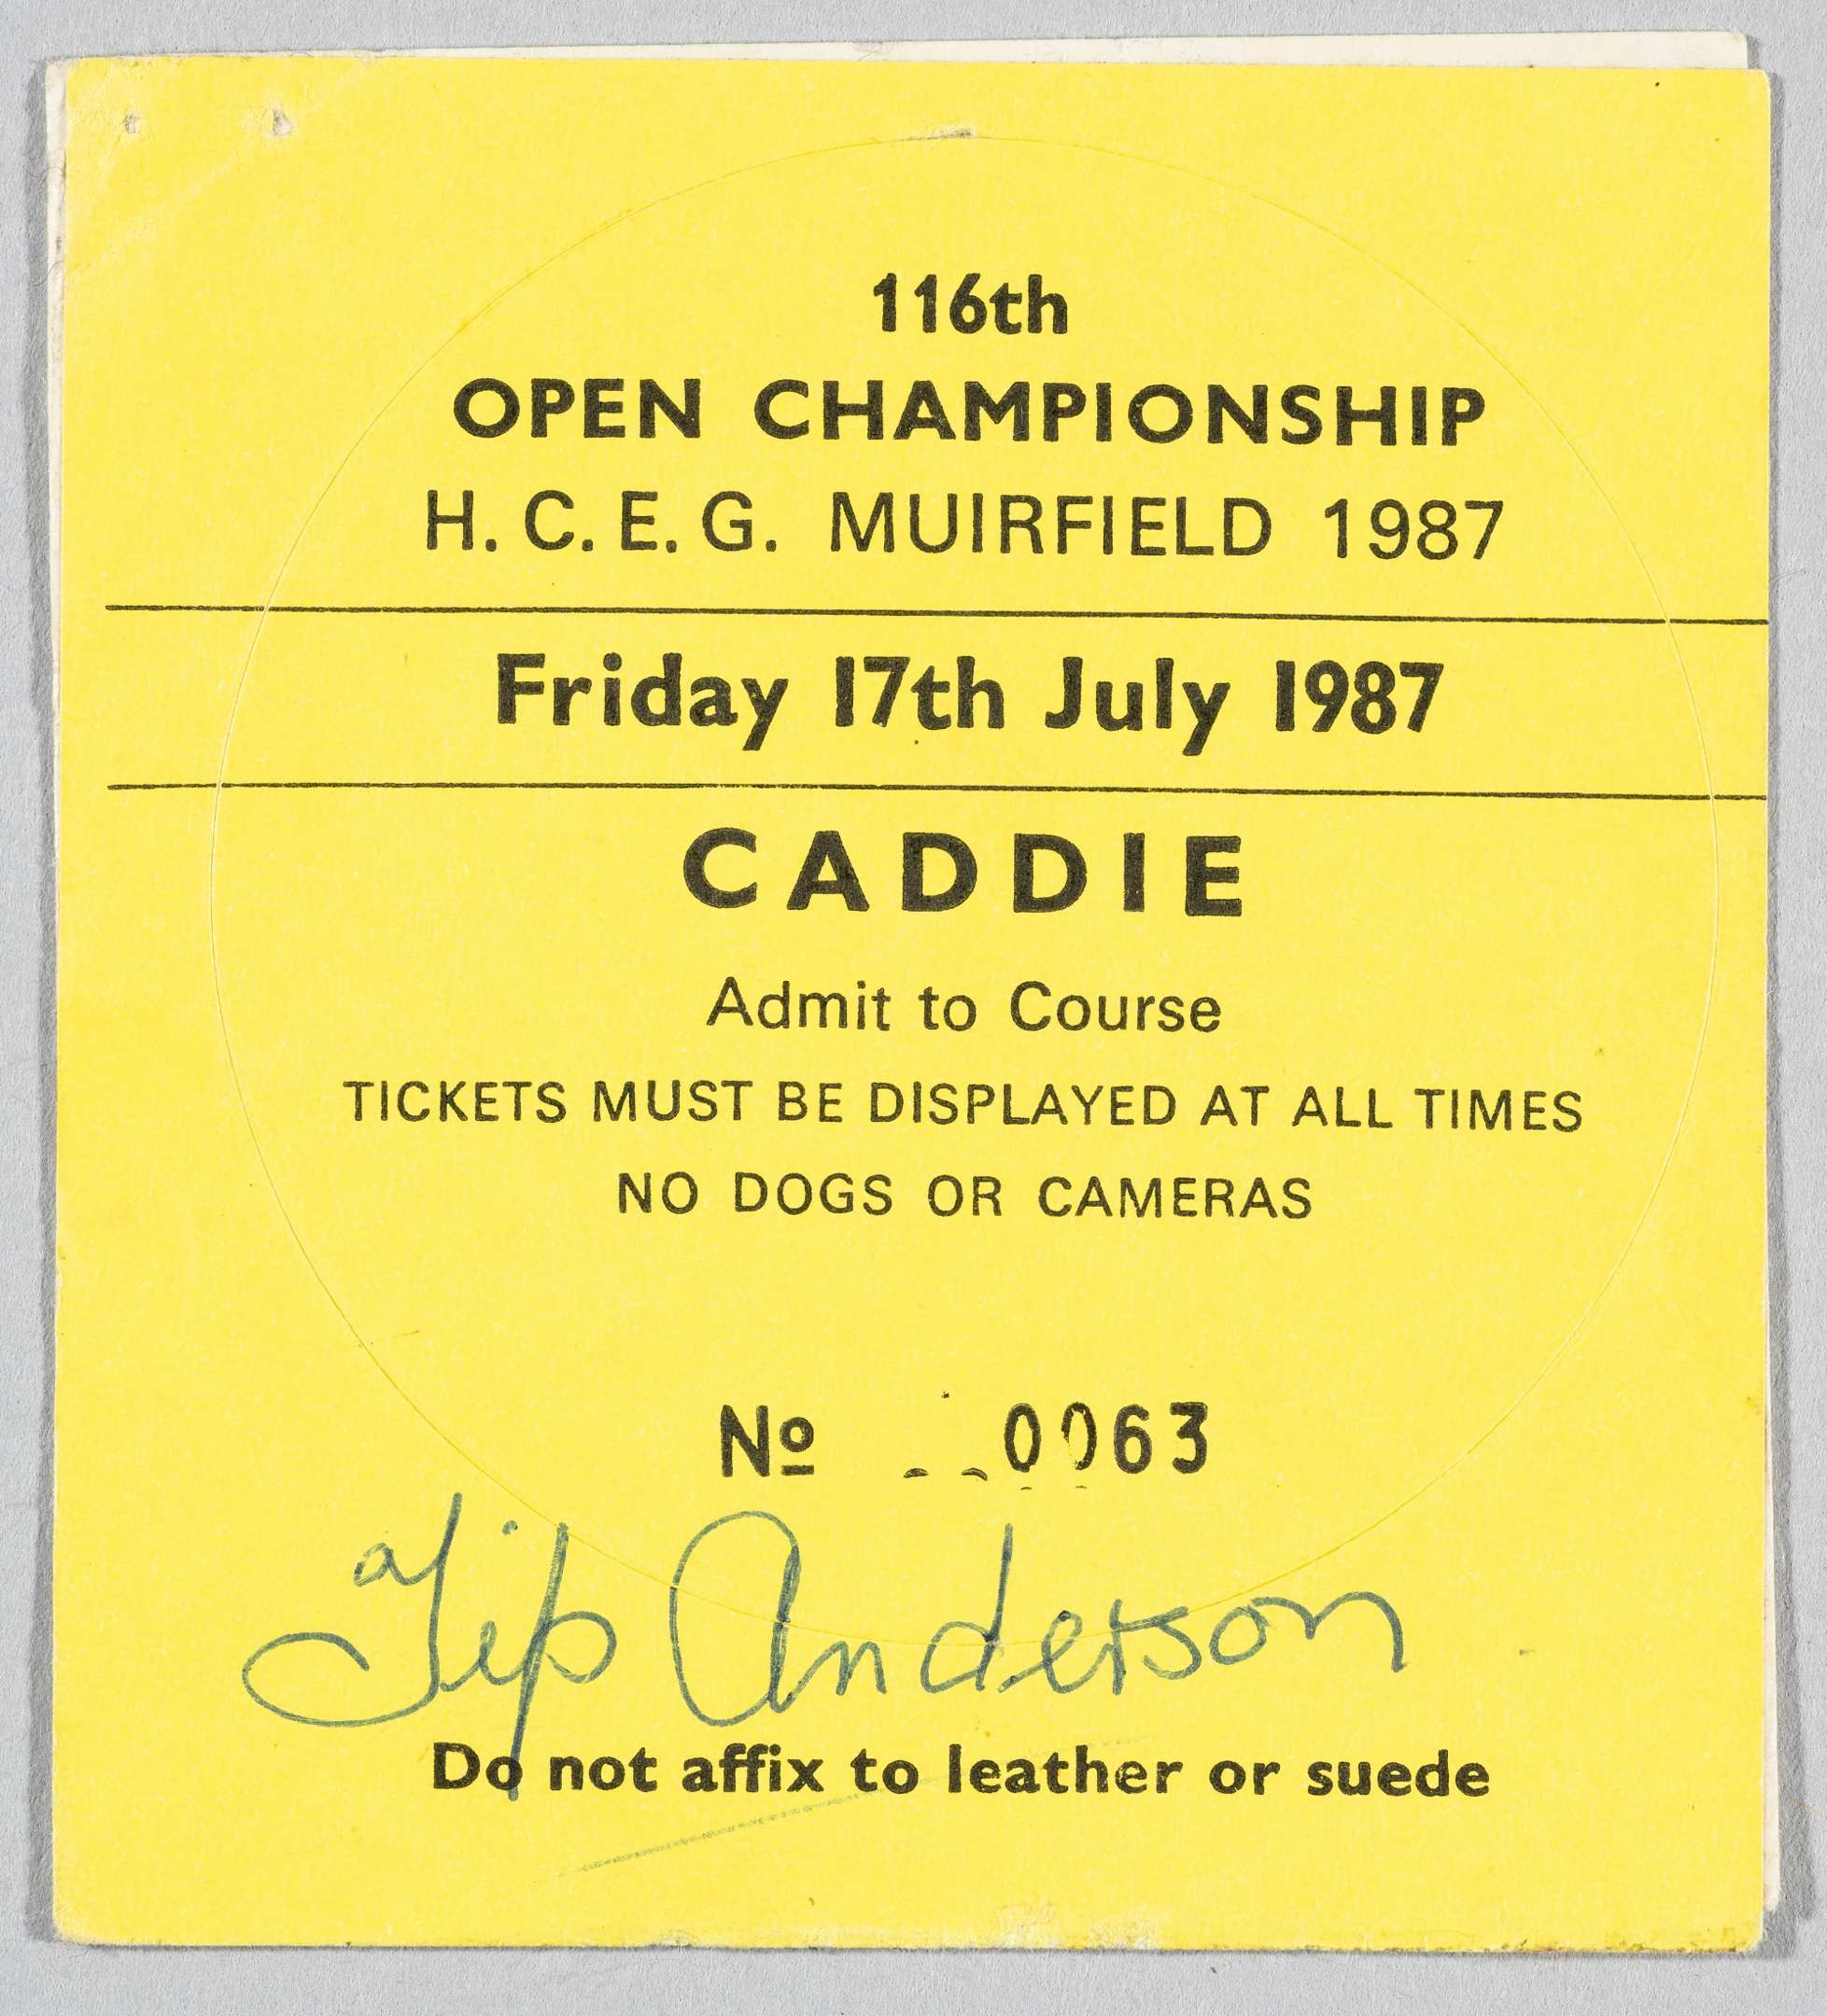 116th
OPEN CHAMPIONSHIP
H. C. E. G. MUIRFIELD 1987
Friday 17th July 1987
CADDIE
Admit to Course
TICKETS MUST BE DISPLAYED AT ALL TIMES
NO DOGS OR CAMERAS
Nº 0063
Tip Anderson
Do not affix to leather or suede